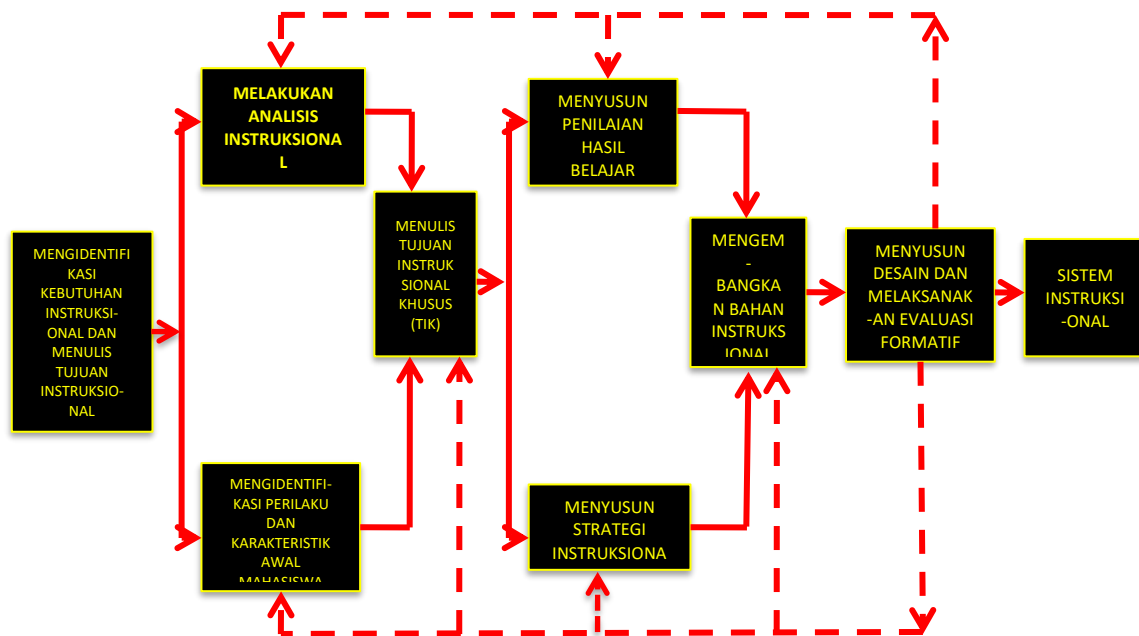 MELAKUKAN
ANALISIS
INSTRUKSIONA
L
MENYUSUN
PENILAIAN
HASIL
BELAJAR
MENGIDENTIFI
KASI
KEBUTUHAN
INSTRUKSI-
ONAL DAN
MENULIS
TUJUAN
INSTRUKSIO-
NAL
MENULIS
TUJUAN
INSTRUK
SIONAL
KHUSUS
(TIK)
MENGEM
-
BANGKA
N BAHAN
INSTRUKS
IONAL
MENYUSUN
DESAIN DAN
MELAKSANAK
-AN EVALUASI
FORMATIF
SISTEM
INSTRUKSI
-ONAL
MENGIDENTIFI-
KASI PERILAKU
DAN
KARAKTERISTIK
AWAL
MAHASISWA
MENYUSUN
STRATEGI
INSTRUKSIONA